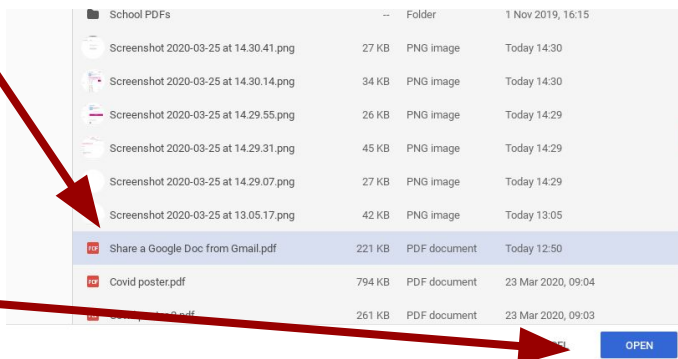 School PDFs -- Folder 1 Nov 2019, 16:15
Screenshot 2020-03-25 at 14.30.41.png 27 KB PNG image Today 14:30
Screenshot 2020-03-25 at 14.30.14.png 34 KB PNG image Today 14:30
Screenshot 2020-03-25 at 14.29.55.png 26 KB PNG image Today 14:29
Screenshot 2020-03-25 at 14.29.31.png 45 KB PNG image Today 14:29
Screenshot 2020-03-25 at 14.29.07.png 27 KB PNG image Today 14:29
Screenshot 2020-03-25 at 13.05.17.png 42 KB PNG image Today 13:05
PDF Share a Google Doc from Gmail.pdf 221 KB PDF document Today 12:50
PDF Covid poster.pdf 794 KB PDF document 23 Mar 2020, 09:04
261 KB PDF document 23 Mar 2020, 09:03
OPEN